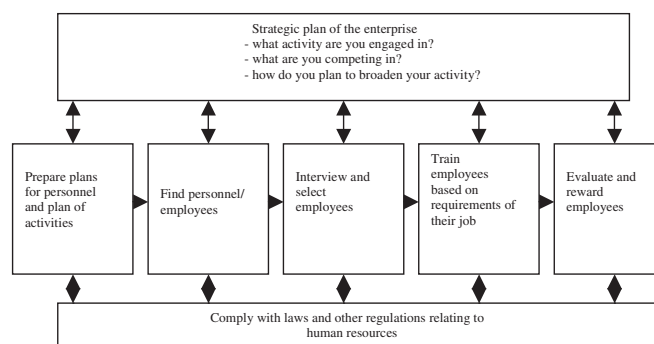 Strategic plan of the enterprise
- what activity are you engaged in?
- what are you competing in?
- how do you plan to broaden your activity?
Prepare plans
for personnel
and plan of
activities
Find personnel/
employees
Interview and
select
employees
Train
employees
based on
requirements of
their job
Evaluate and
reward
employees
Comply with laws and other regulations relating to
human resources